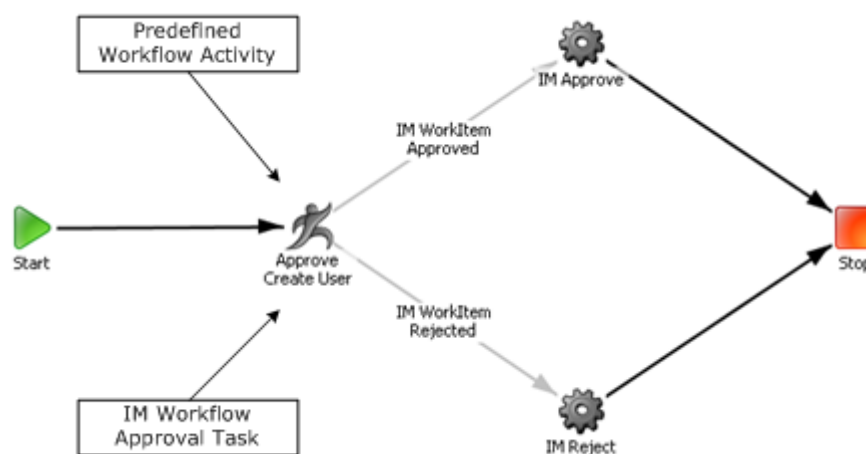 Predefined
Workflow Activity
IM Approve
IM WorkItem
Approved
Start
Approve
Create User
Stop
IM WorkItem
Rejected
IM Workflow
Approval Task
IM Reject